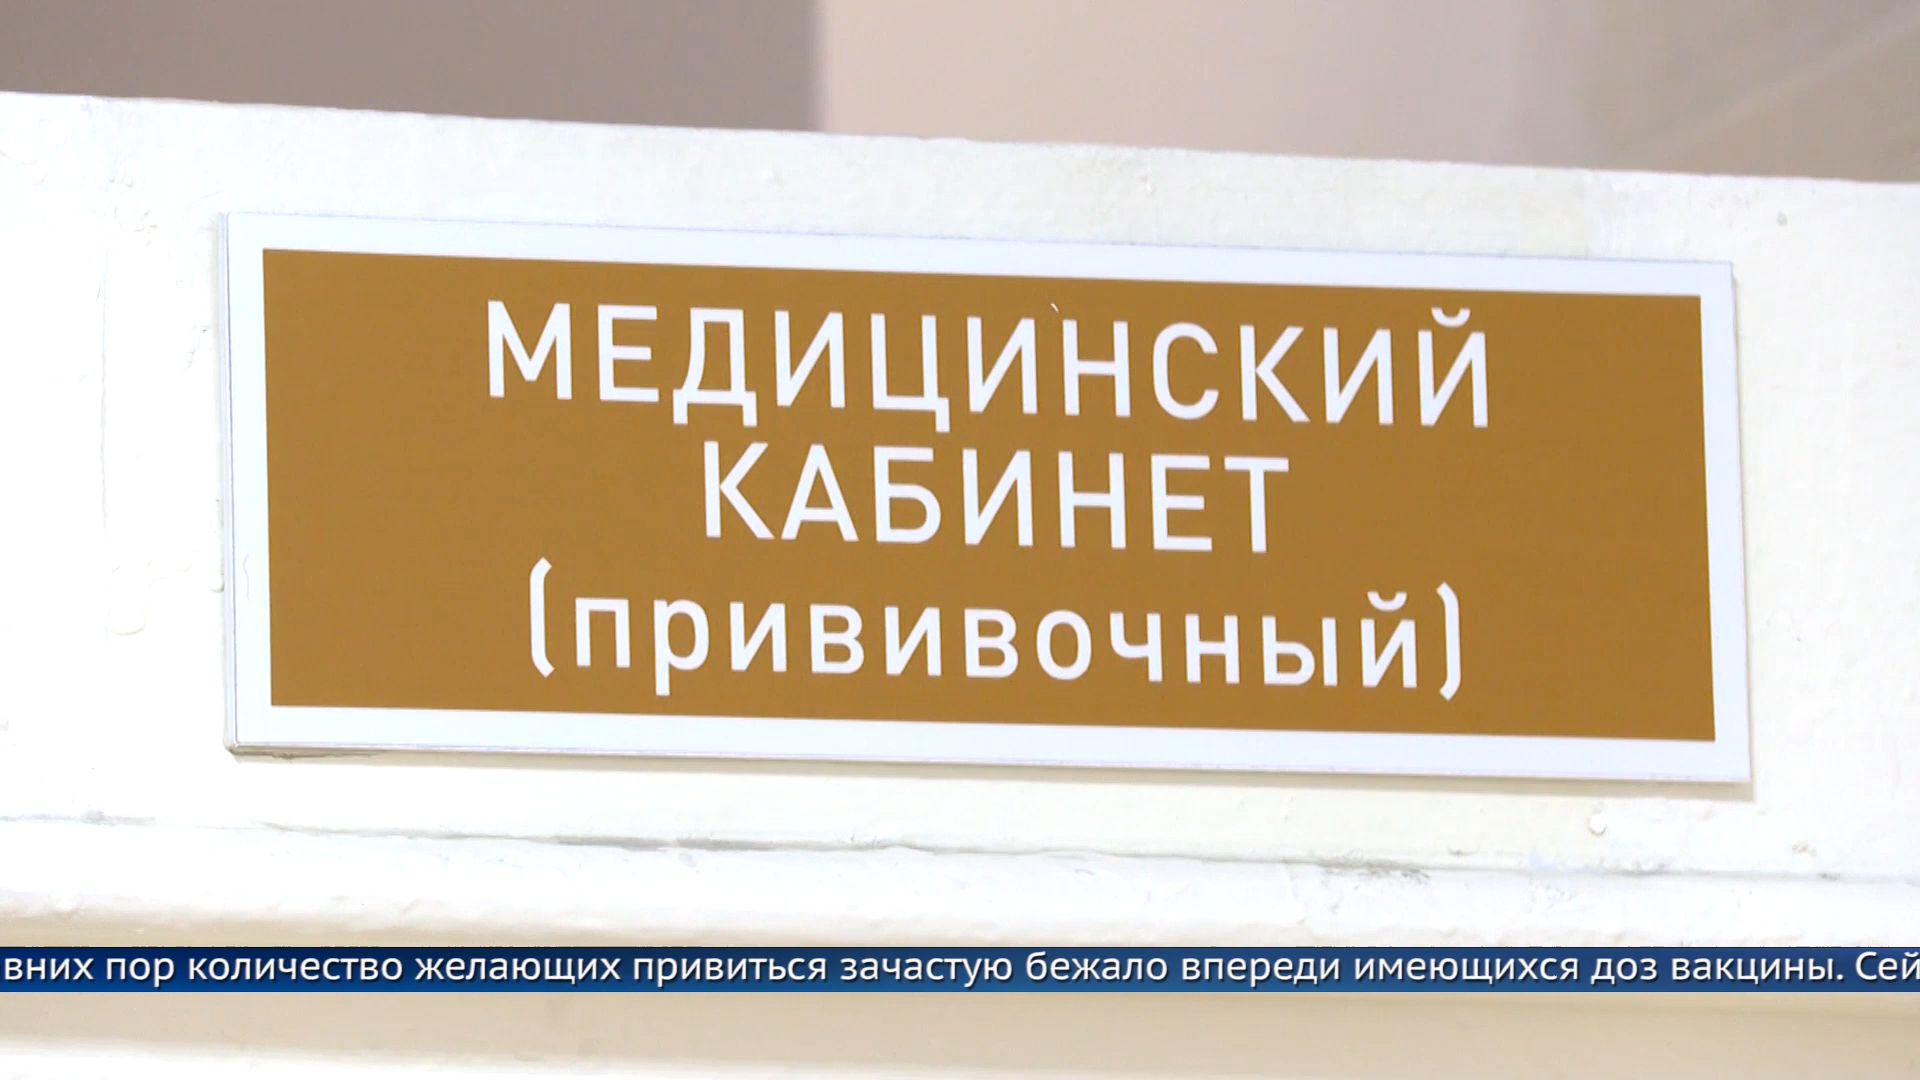 МЕДИЦИНСКИЙ
КАБИНЕТ
(прививочный)
вних пор количество желающих привиться зачастую бежало впереди имеющихся доз вакцины. Сей